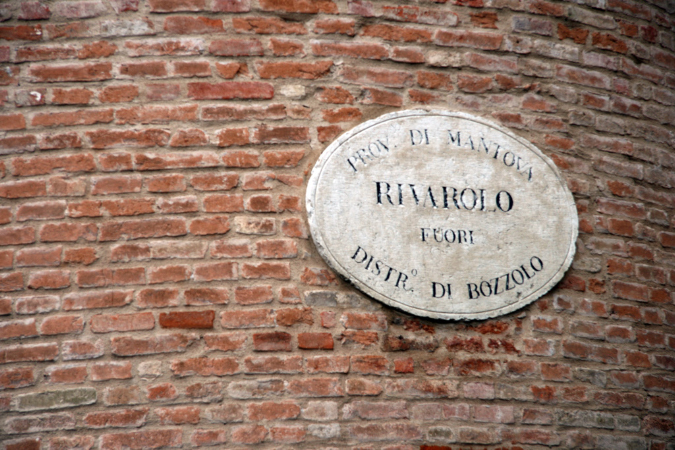 PROV. DI MANTOVA
RIVAROLO
FUORI
DISTR.º DI BOZZOLO